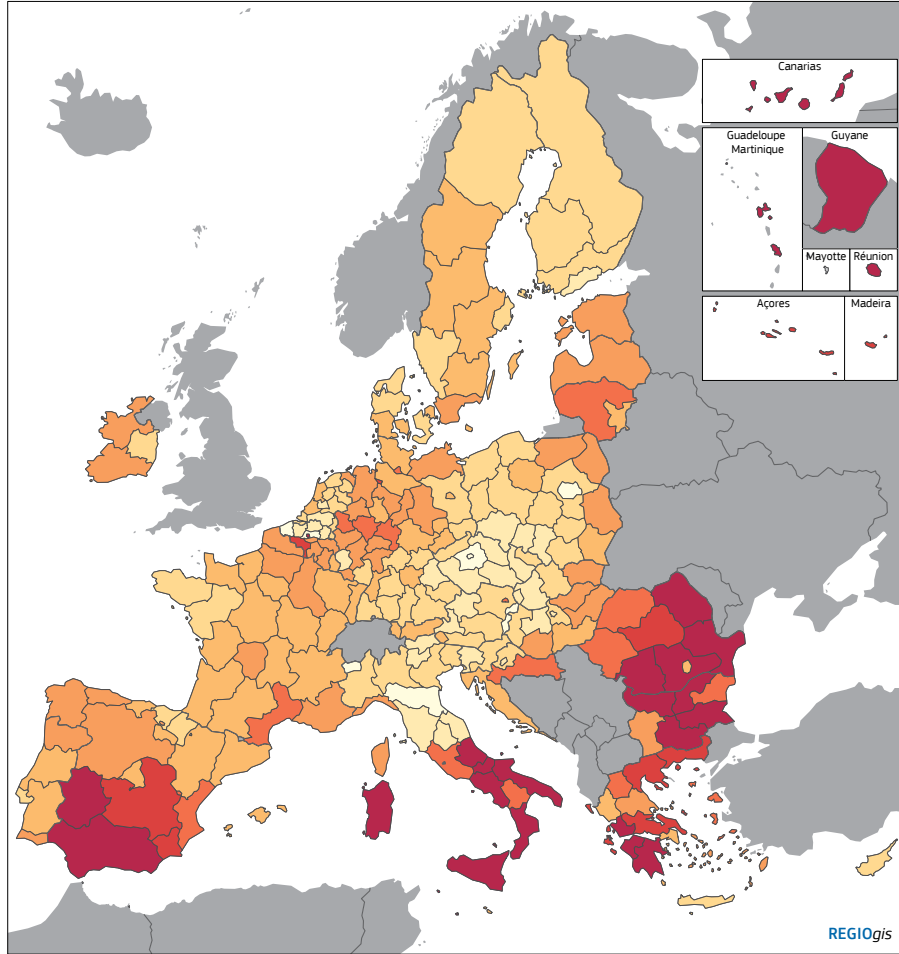 Canarias
Guadeloupe
Martinique
Guyane
Mayotte
Réunion
Açores
Madeira
REGIOgis